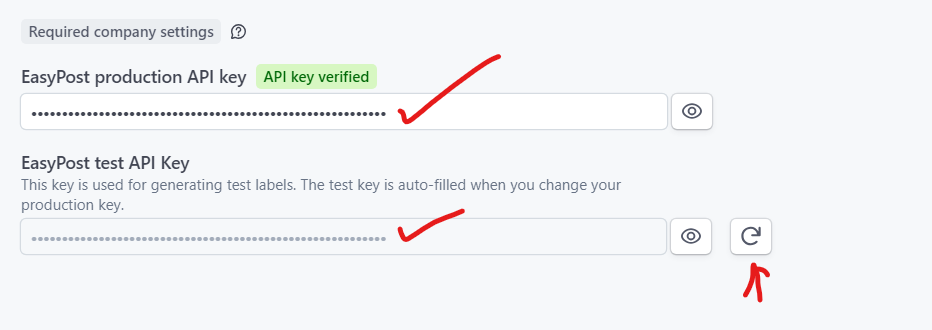 Required company settings
EasyPost production API key API key verified
••••••••••••••••••••••••••••••••••••••••••••••••••••••••••
EasyPost test API Key
This key is used for generating test labels. The test key is auto-filled when you change your
production key.
••••••••••••••••••••••••••••••••••••••••••••••••••••••••••